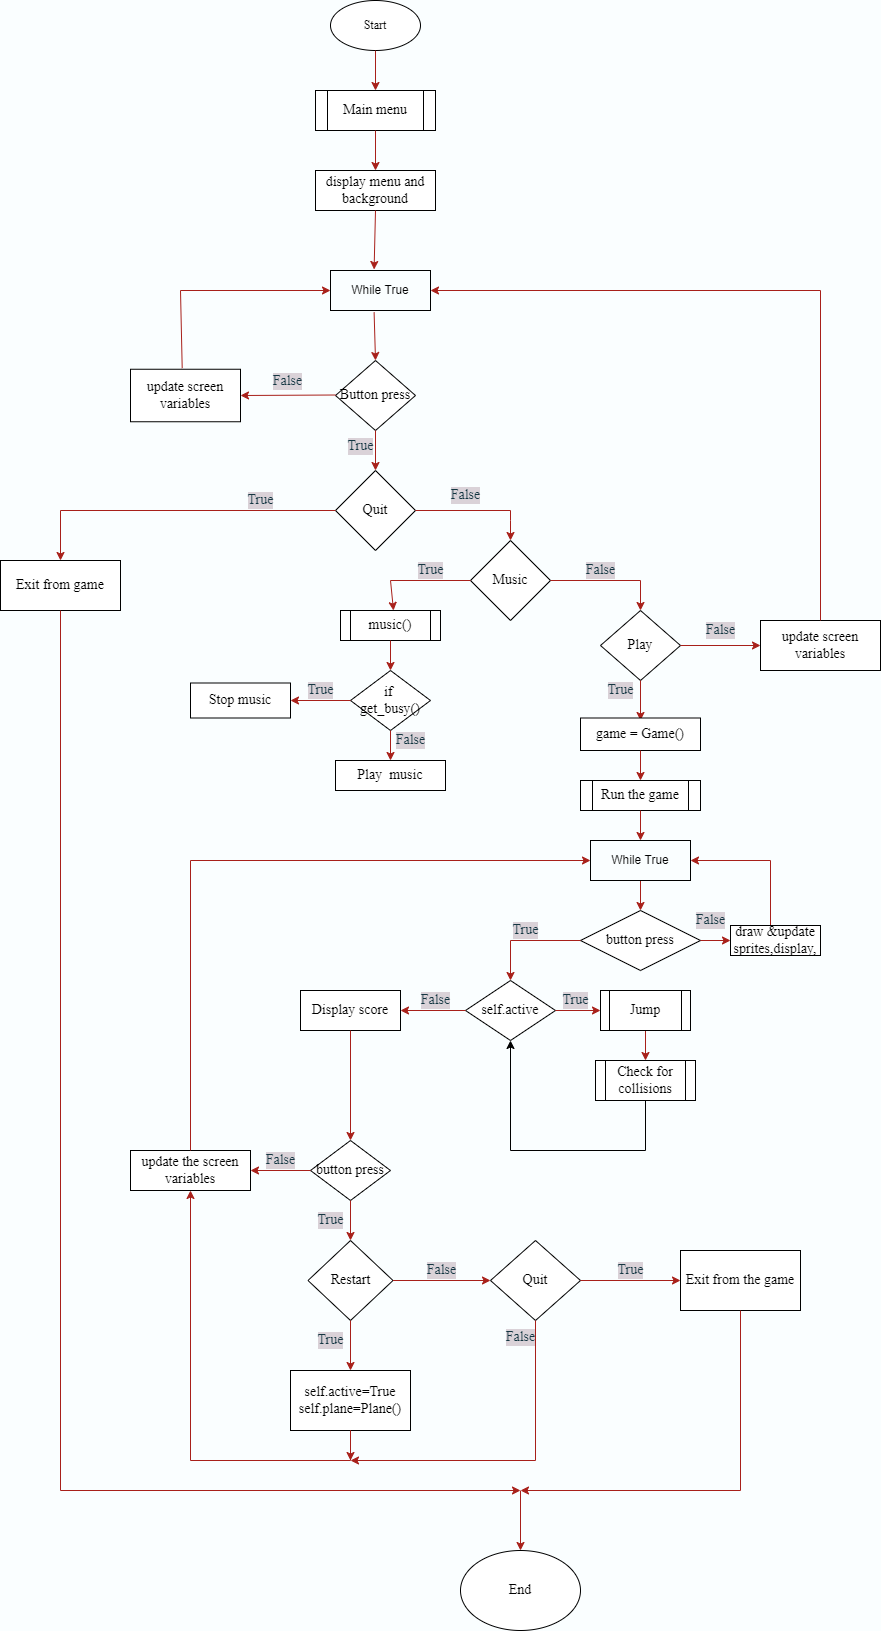 Start
Main menu
display menu and
background
While True
False
Button press
update screen
variables
True
True
False
Quit
Exit from game
True
Music
False
music()
Play
False
update screen
variables
True
if
get_busy()
True
Stop music
False
Play  music
game = Game()
Run the game
While True
False
True
button press
draw &update
sprites,display,
Display score
False
self.active
True
Jump
Check for
collisions
update the screen
variables
False
button press
True
Restart
False
Quit
True
Exit from the game
True
False
self.active=True
self.plane=Plane()
End